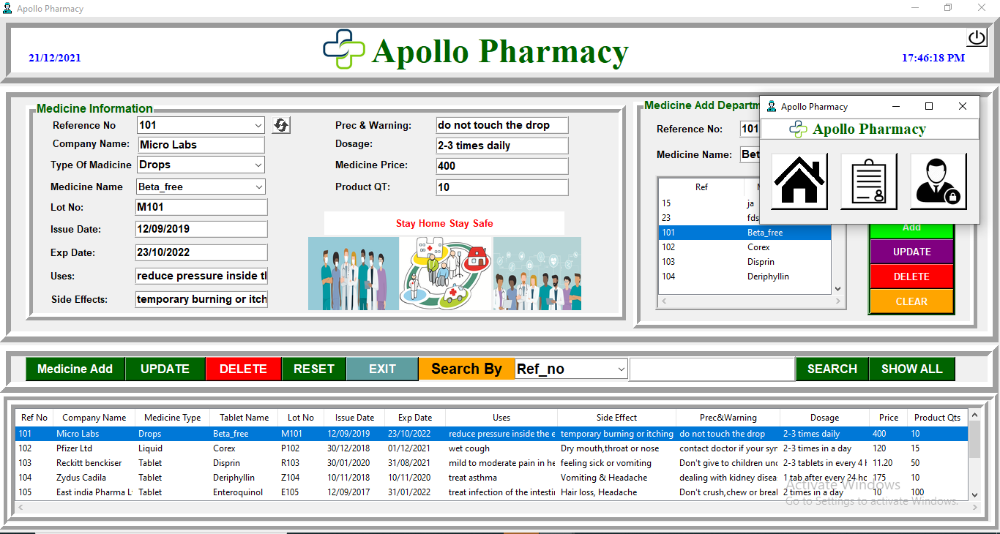 Apollo Pharmacy
21/12/2021
Apollo Pharmacy
17:46:18 PM
Medicine Information
Reference No 101
Company Name: Micro Labs
Type Of Madicine Drops
Medicine Name Beta_free
Lot No: M101
Issue Date: 12/09/2019
Exp Date: 23/10/2022
Uses: reduce pressure inside
Side Effects: temporary burning or itch
Prec & Warning: do not touch the drop
Dosage: 2-3 times daily
Medicine Price: 400
Product QT: 10
Stay Home Stay Safe
Medicine Add Departm
Reference No: 101
Medicine Name: Bet
Ref
15 ja
23 fds
101 Beta_free
102 Corex
103 Disprin
104 Deriphyllin
Apollo Pharmacy
Apollo Pharmacy
Add
UPDATE
DELETE
CLEAR
Medicine Add UPDATE DELETE RESET EXIT Search By Ref_no SEARCH SHOW ALL
Ref No Company Name Medicine Type Tablet Name Lot No Issue Date Exp Date Uses Side Effect Prec&Warning Dosage Price Product Qts
101 Micro Labs Drops Beta_free M101 12/09/2019 23/10/2022 reduce pressure inside the e temporary burning or itching do not touch the drop 2-3 times daily 400 10
102 Pfizer Ltd Liquid Corex P102 30/12/2018 01/12/2021 wet cough Dry mouth,throat or nose contact doctor if your syr 2-3 times in a day 120 15
103 Reckitt benckiser Tablet Disprin R103 30/01/2020 31/08/2021 mild to moderate pain in he feeling sick or vomiting Don't give to children und 2-3 tablets in every 4 11.20 50
104 Zydus Cadila Tablet Deriphyllin Z104 10/11/2018 10/11/2020 treat asthma Vomiting & Headache dealing with kidney disea 1 tab after every 24 hc 175 10
105 East india Pharma Tablet Enteroquinol E105 12/09/2017 31/01/2022 treat infection of the intesti Hair loss, Headache Don't crush,chew or breal 2 times in a day 10 100
Activate Windows
Go to Settings to activate Windows.